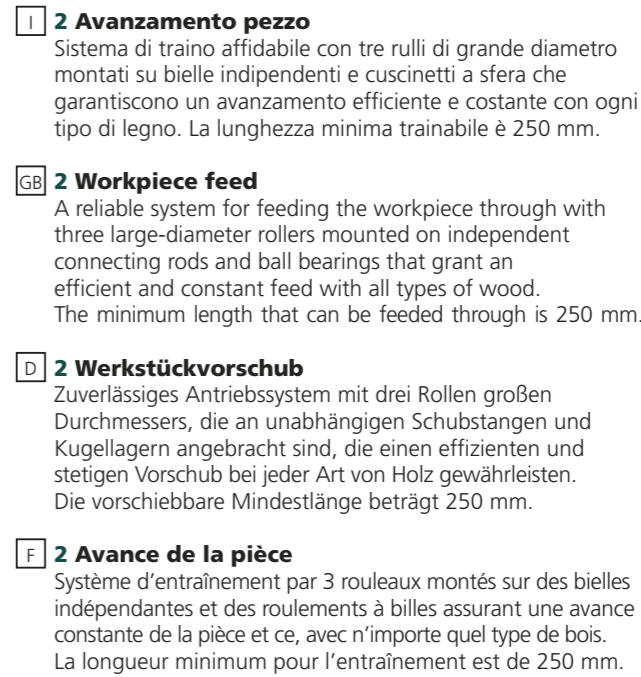 I 2 Avanzamento pezzo
Sistema di traino affidabile con tre rulli di grande diametro
montati su bielle indipendenti e cuscinetti a sfera che
garantiscono un avanzamento efficiente e costante con ogni
tipo di legno. La lunghezza minima trainabile è 250 mm.
GB 2 Workpiece feed
A reliable system for feeding the workpiece through with
three large-diameter rollers mounted on independent
connecting rods and ball bearings that grant an
efficient and constant feed with all types of wood.
The minimum length that can be feeded through is 250 mm.
D 2 Werkstückvorschub
Zuverlässiges Antriebssystem mit drei Rollen großen
Durchmessers, die an unabhängigen Schubstangen und
Kugellagern angebracht sind, die einen effizienten und
stetigen Vorschub bei jeder Art von Holz gewährleisten.
Die vorschiebbare Mindestlänge beträgt 250 mm.
F 2 Avance de la pièce
Système d’entraînement par 3 rouleaux montés sur des bielles
indépendantes et des roulements à billes assurant une avance
constante de la pièce et ce, avec n’importe quel type de bois.
La longueur minimum pour l’entraînement est de 250 mm.